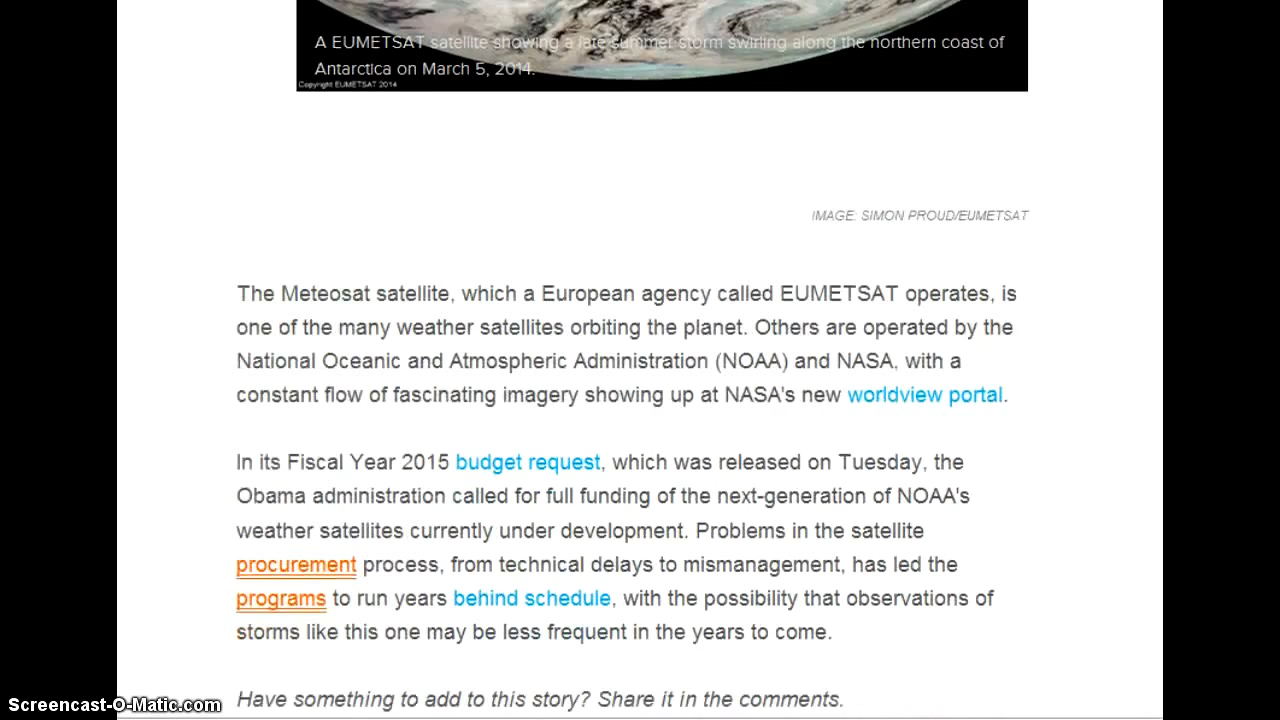 A EUMETSAT satellite showing a late summer storm swirling along the northern coast of
Antarctica on March 5, 2014.
Copyright EUMETSAT 2014
IMAGE: SIMON PROUD/EUMETSAT
The Meteosat satellite, which a European agency called EUMETSAT operates, is
one of the many weather satellites orbiting the planet. Others are operated by the
National Oceanic and Atmospheric Administration (NOAA) and NASA, with a
constant flow of fascinating imagery showing up at NASA's new worldview portal.
In its Fiscal Year 2015 budget request, which was released on Tuesday, the
Obama administration called for full funding of the next-generation of NOAA's
weather satellites currently under development. Problems in the satellite
procurement process, from technical delays to mismanagement, has led the
programs to run years behind schedule, with the possibility that observations of
storms like this one may be less frequent in the years to come.
Have something to add to this story? Share it in the comments.
Screencast-O-Matic.com